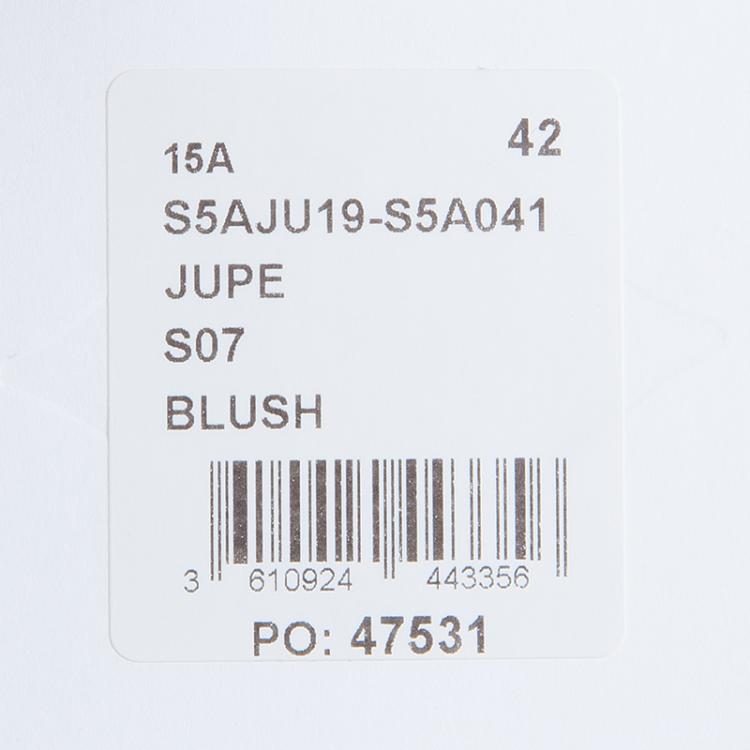 15A 42
S5AJU19-S5A041
JUPE
S07
BLUSH
3 610924 443356
PO: 47531